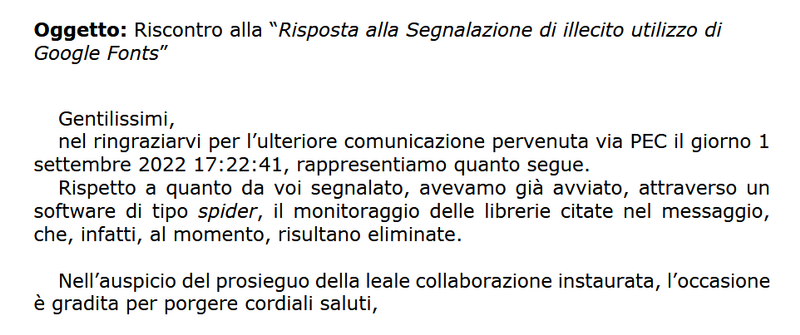 Oggetto: Riscontro alla “Risposta alla Segnalazione di illecito utilizzo di
Google Fonts”
Gentilissimi,
nel ringraziarvi per l’ulteriore comunicazione pervenuta via PEC il giorno 1
settembre 2022 17:22:41, rappresentiamo quanto segue.
Rispetto a quanto da voi segnalato, avevamo già avviato, attraverso un
software di tipo spider, il monitoraggio delle librerie citate nel messaggio,
che, infatti, al momento, risultano eliminate.
Nell’auspicio del prosieguo della leale collaborazione instaurata, l’occasione
è gradita per porgere cordiali saluti,